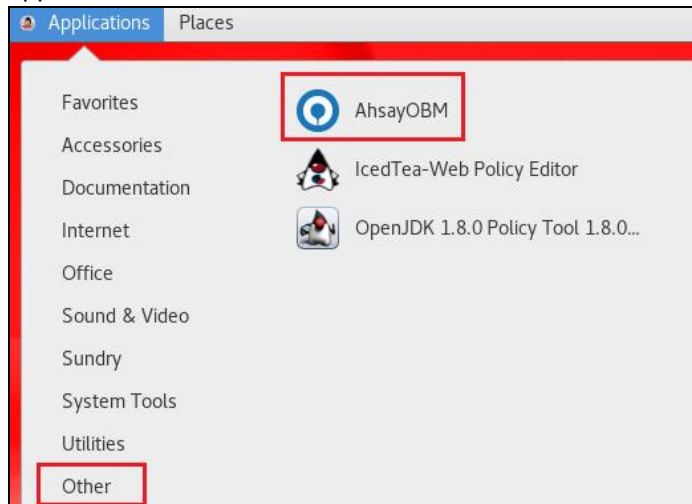 Applications Places
Favorites
Accessories
Documentation
Internet
Office
Sound & Video
Sundry
System Tools
Utilities
Other
AhsayOBM
IcedTea-Web Policy Editor
OpenJDK 1.8.0 Policy Tool 1.8.0...